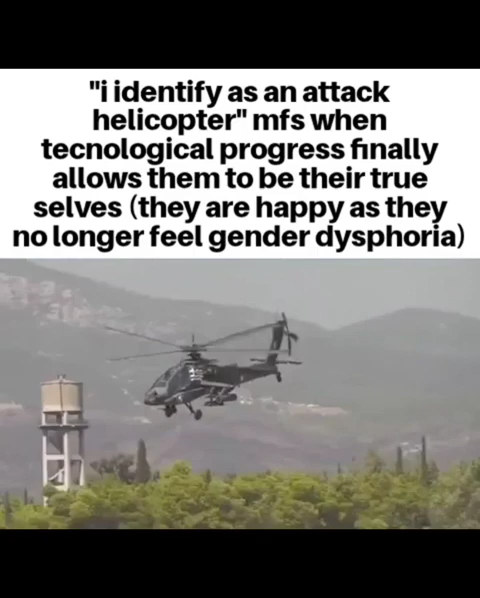 "i identify as an attack
helicopter" mfs when
tecnological progress finally
allows them to be their true
selves (they are happy as they
no longer feel gender dysphoria)